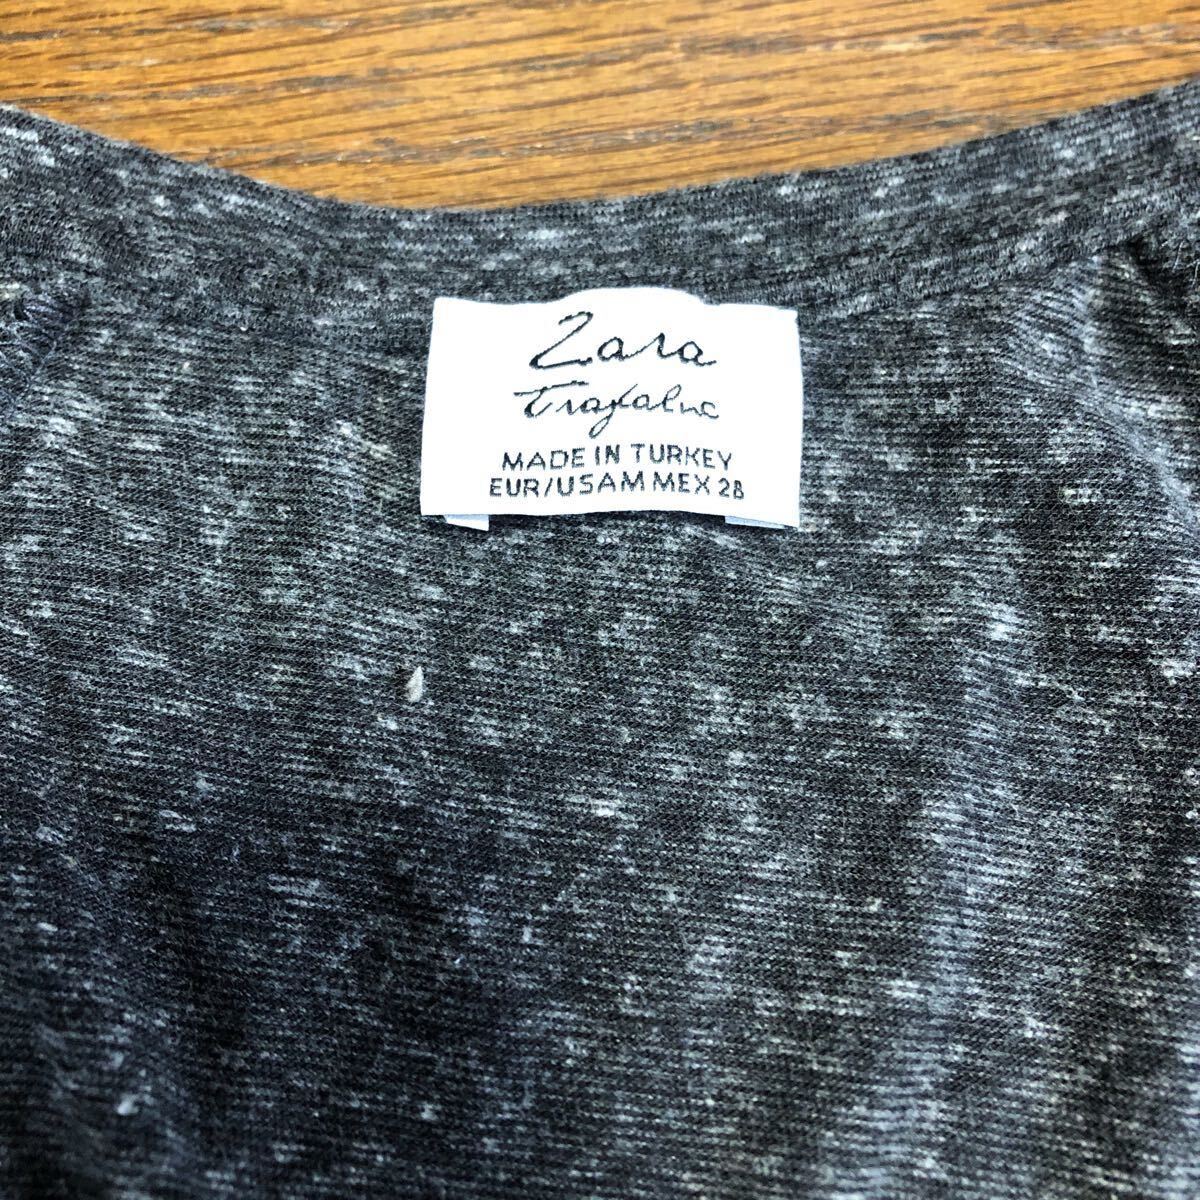 Zara
Trafaluc
MADE IN TURKEY
EUR/USA M MEX 28